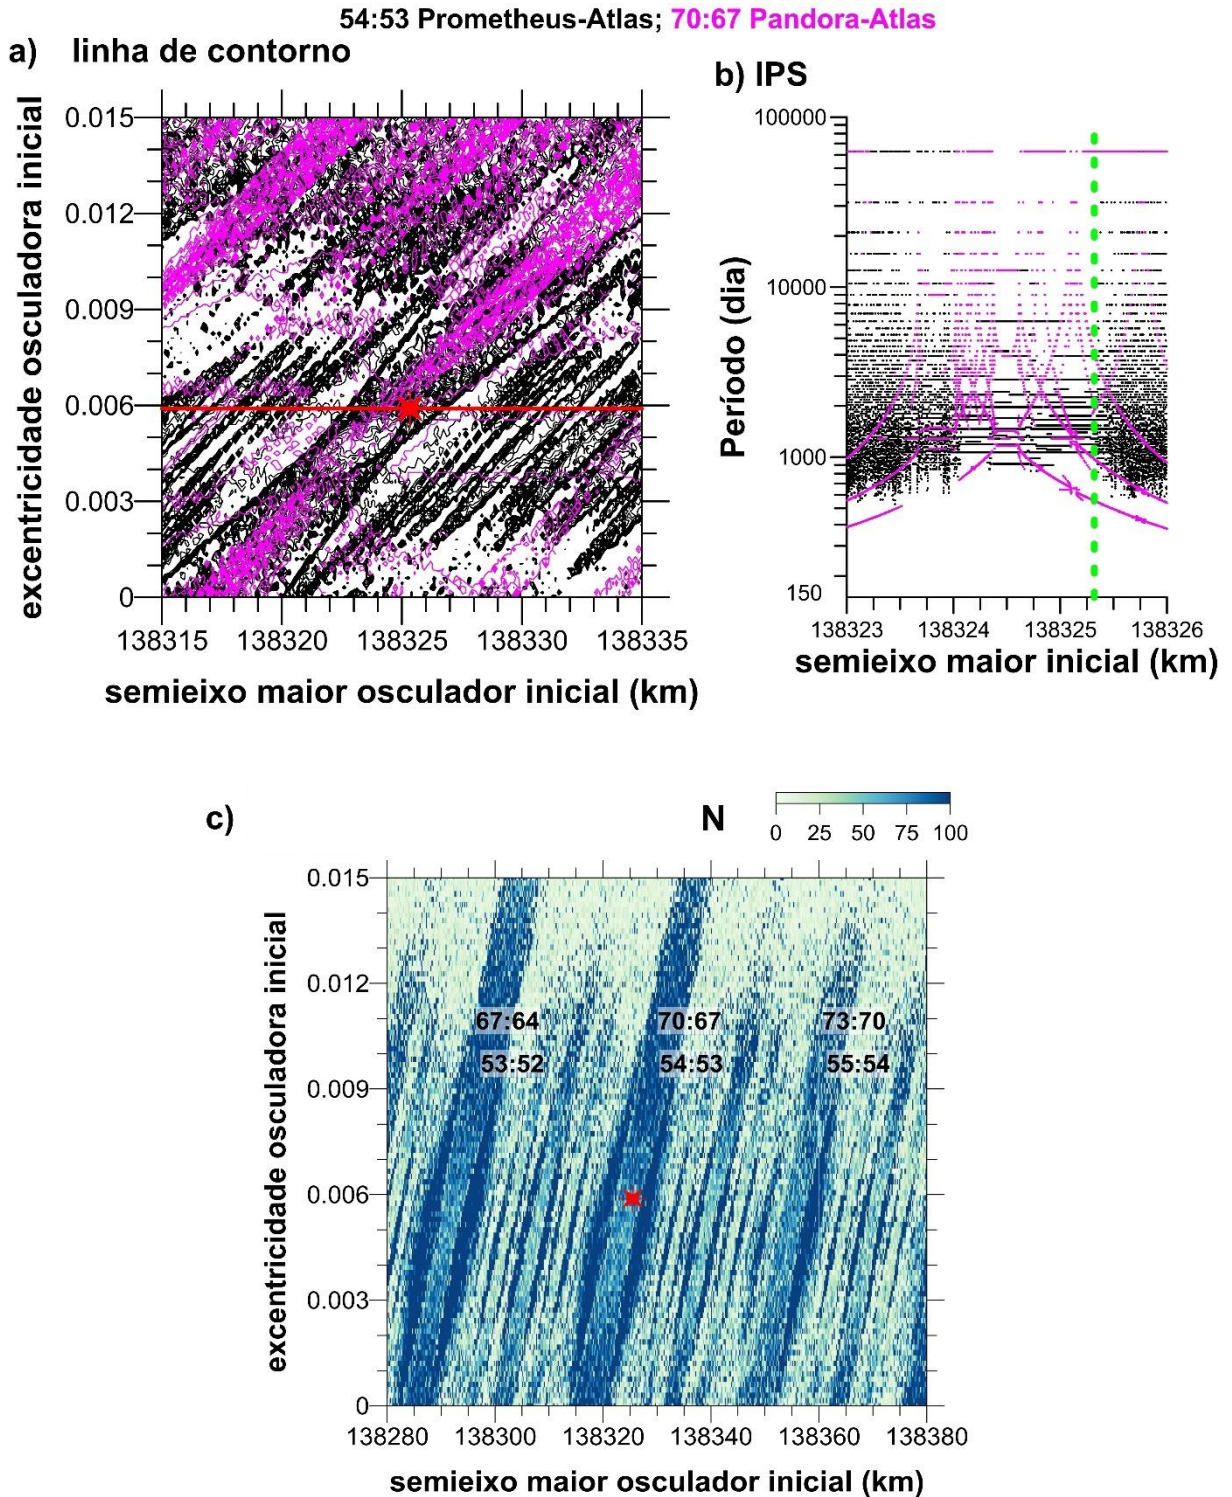 54:53 Prometheus-Atlas; 70:67 Pandora-Atlas
a) linha de contorno
b) IPS
excentricidade osculadora inicial
0.015
0.012
0.009
0.006
0.003
0
138315 138320 138325 138330 138335
semieixo maior osculador inicial (km)
Período (dia)
100000
10000
1000
150
138323 138324 138325 138326
semieixo maior inicial (km)
c)
N
0 25 50 75 100
excentricidade osculadora inicial
0.015
0.012
0.009
0.006
0.003
0
67:64 70:67 73:70
53:52 54:53 55:54
138280 138300 138320 138340 138360 138380
semieixo maior osculador inicial (km)